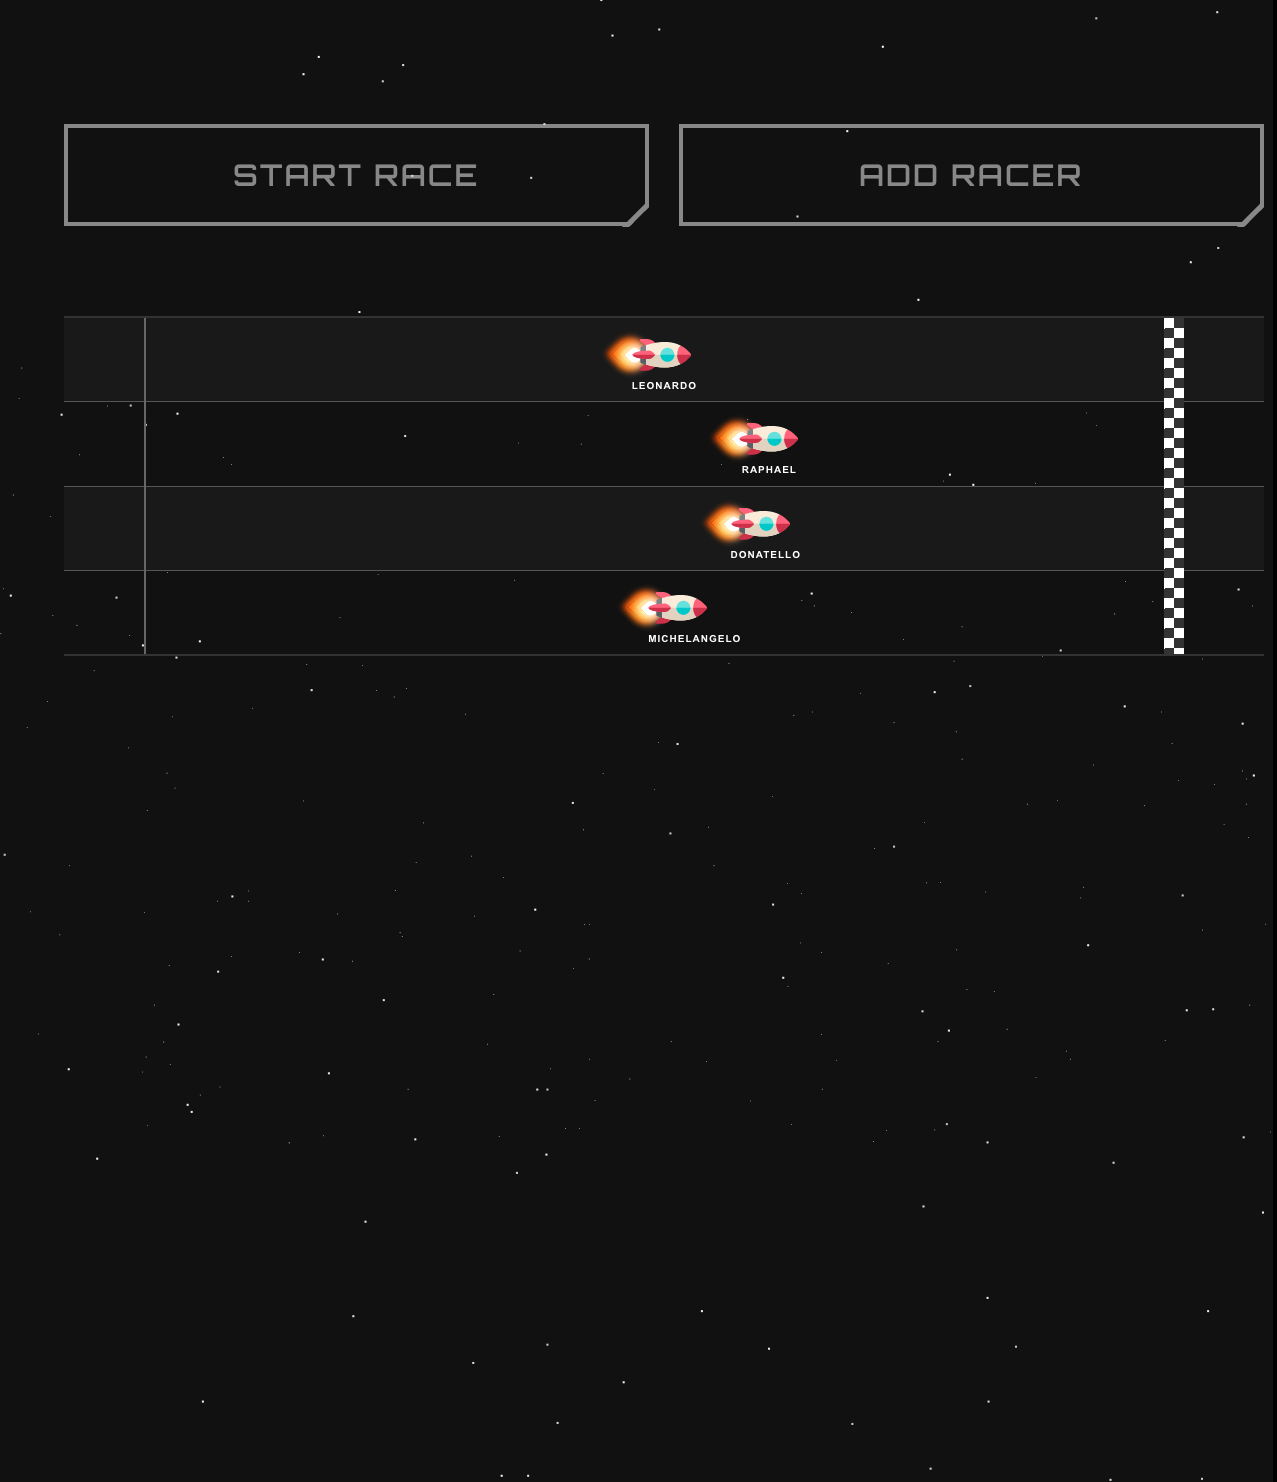 START RACE
ADD RACER
LEONARDO
RAPHAEL
DONATELLO
MICHELANGELO